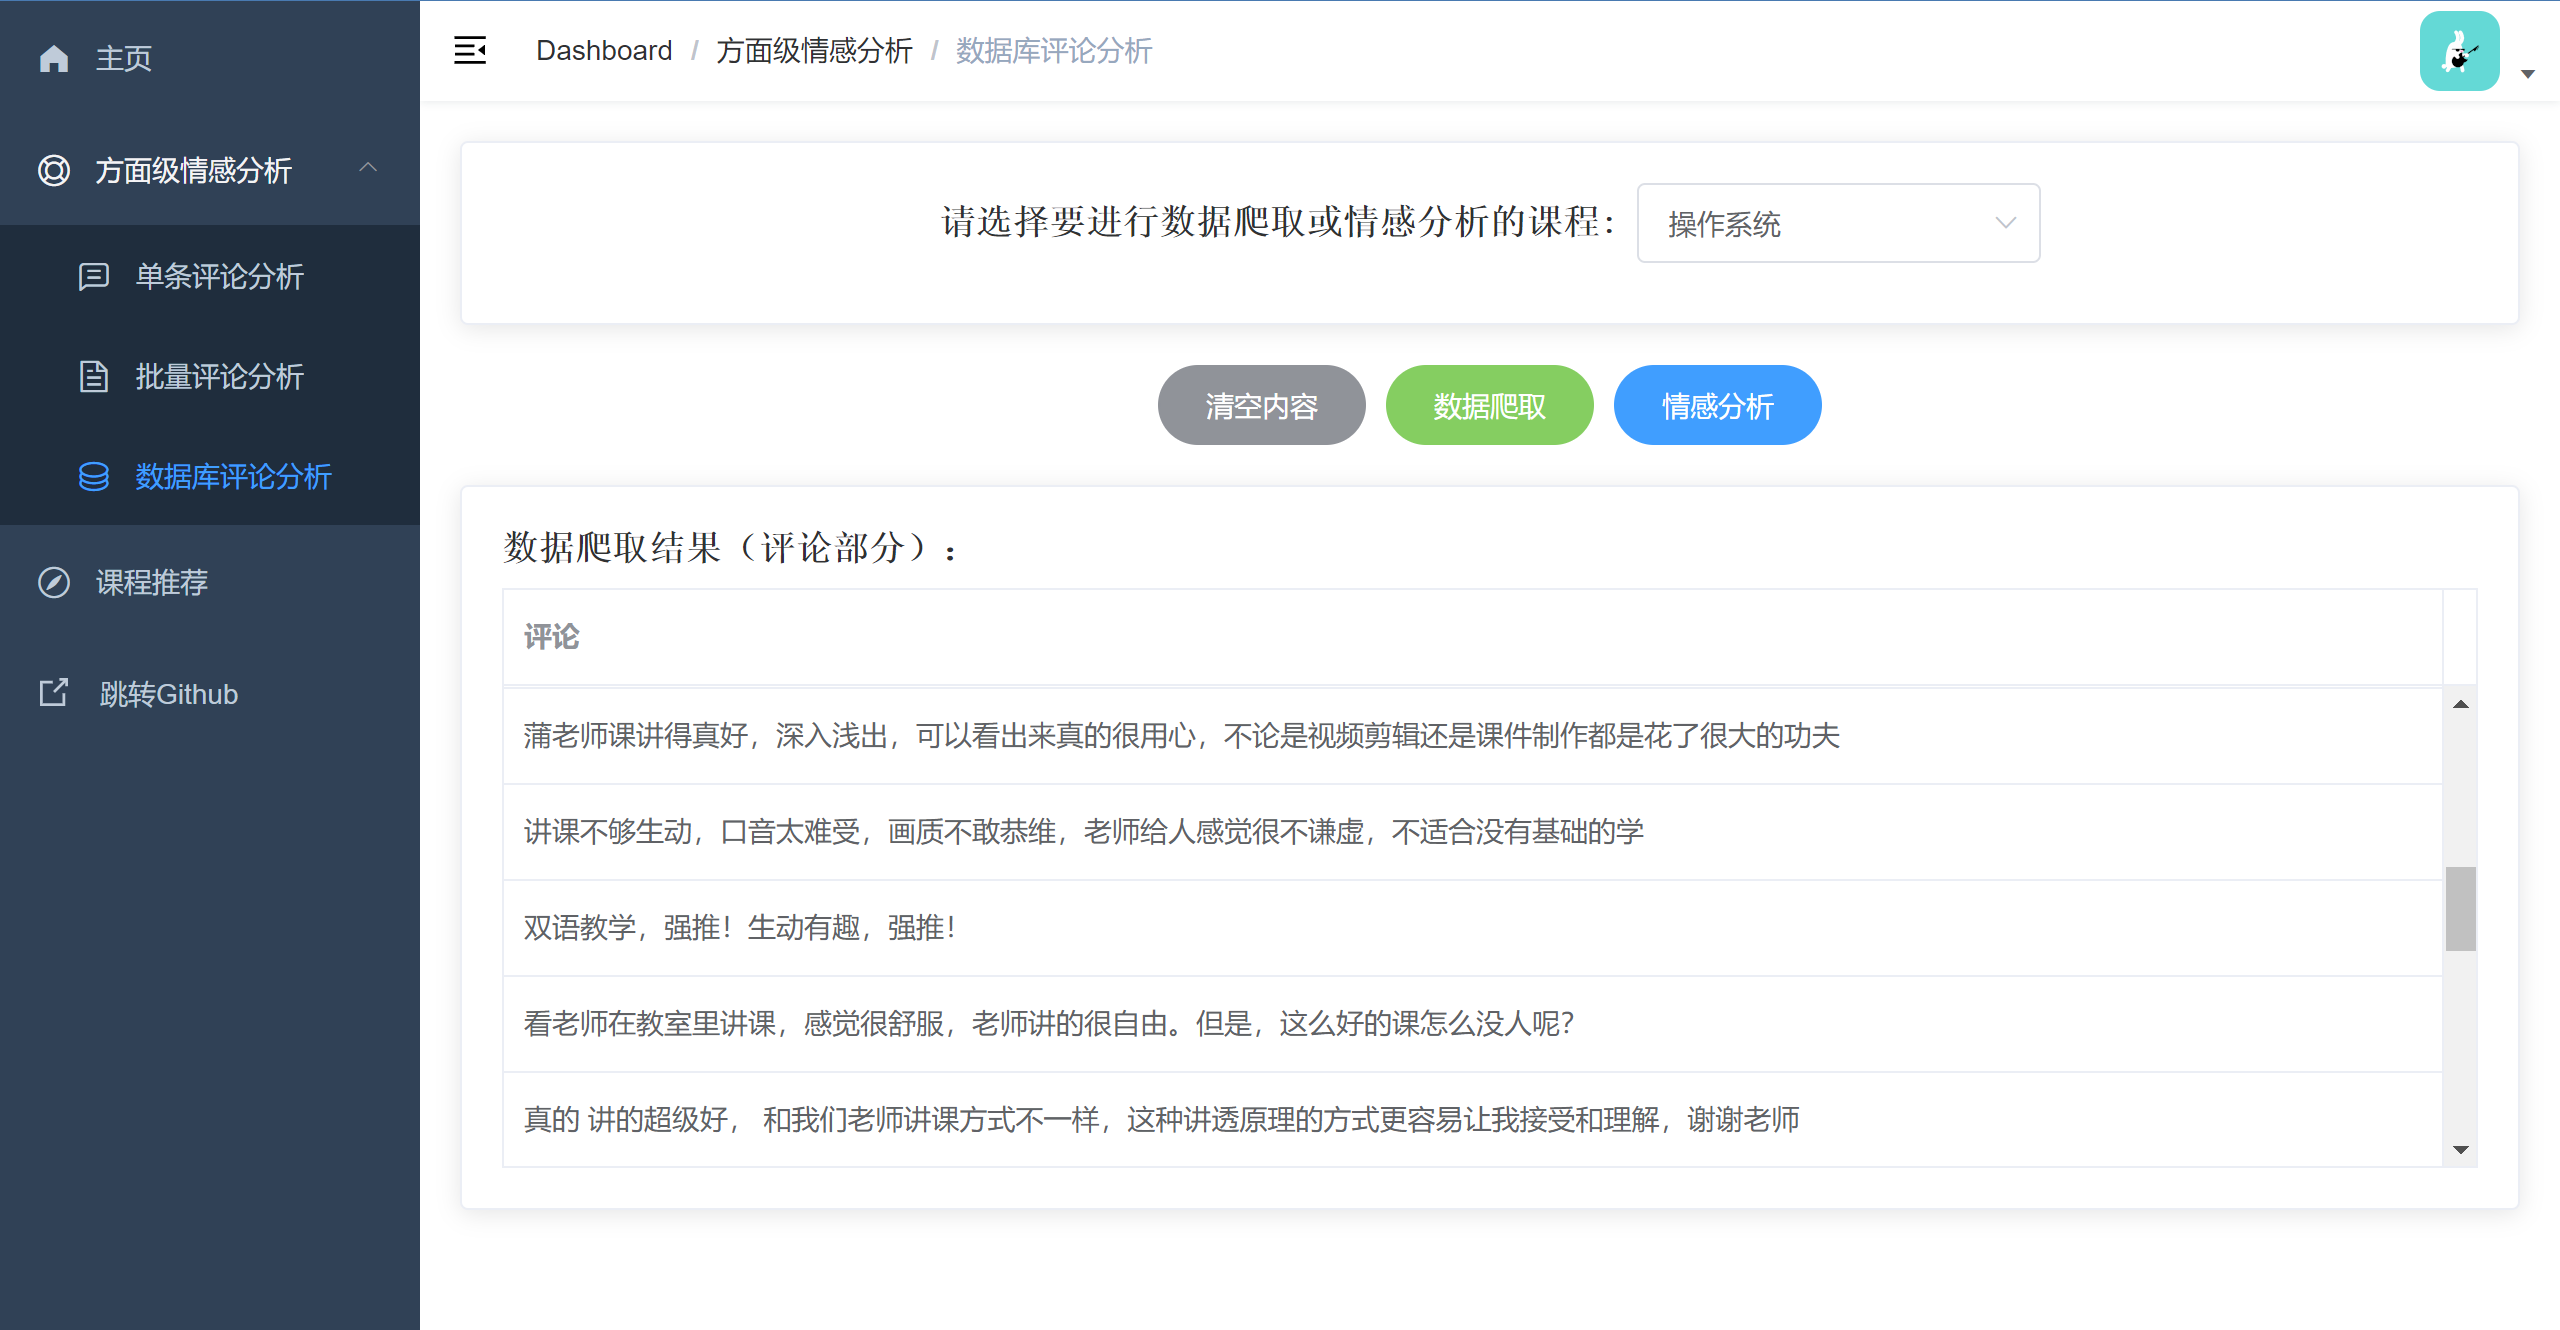 主页
方面级情感分析
单条评论分析
批量评论分析
数据库评论分析
课程推荐
跳转Github
Dashboard / 方面级情感分析 / 数据库评论分析
请选择要进行数据爬取或情感分析的课程： 操作系统
清空内容 数据爬取 情感分析
数据爬取结果（评论部分）：
评论
蒲老师课讲得真好，深入浅出，可以看出来真的很用心，不论是视频剪辑还是课件制作都是花了很大的功夫
讲课不够生动，口音太难受，画质不敢恭维，老师给人感觉很不谦虚，不适合没有基础的学
双语教学，强推！生动有趣，强推！
看老师在教室里讲课，感觉很舒服，老师讲的很自由。但是，这么好的课怎么没人呢？
真的 讲的超级好， 和我们老师讲课方式不一样，这种讲透原理的方式更容易让我接受和理解，谢谢老师